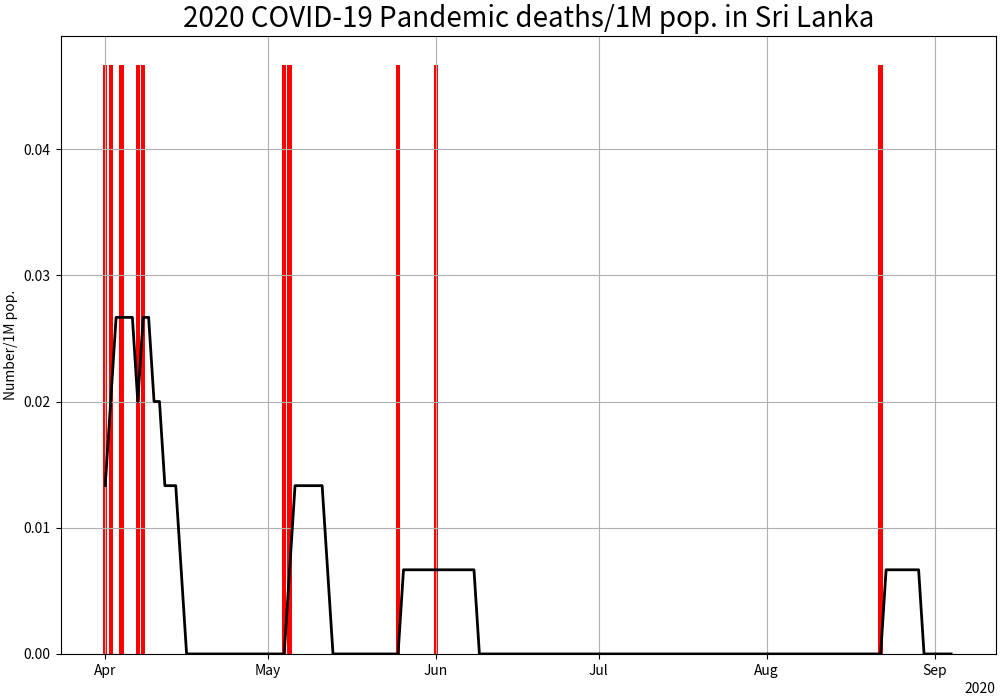 2020 COVID-19 Pandemic deaths/1M pop. in Sri Lanka
Number/1M pop.
0.04
0.03
0.02
0.01
0.00
Apr May Jun Jul Aug Sep
2020